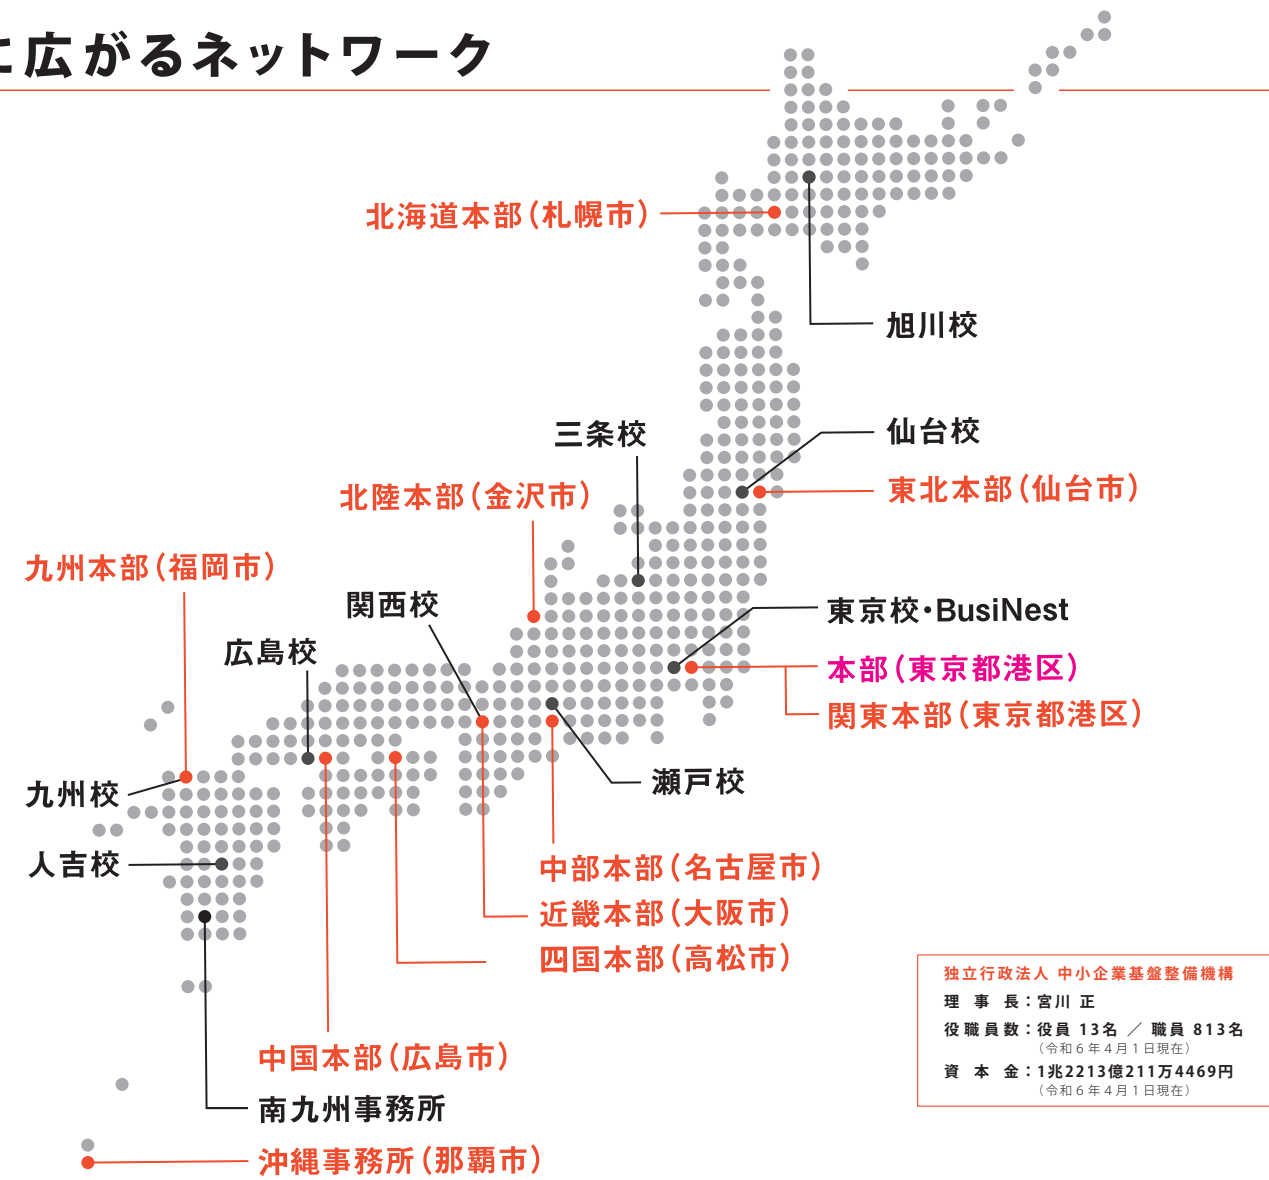 に広がるネットワーク
北海道本部（札幌市）
旭川校
三条校
仙台校
北陸本部（金沢市）
東北本部（仙台市）
九州本部（福岡市）
関西校
東京校・BusiNest
広島校
本部（東京都港区）
関東本部（東京都港区）
九州校
瀬戸校
人吉校
中部本部（名古屋市）
近畿本部（大阪市）
四国本部（高松市）
中国本部（広島市）
南九州事務所
沖縄事務所（那覇市）
独立行政法人 中小企業基盤整備機構
理事長：宮川 正
役職員数：役員 13名 ／ 職員 813名
（令和６年４月１日現在）
資本金：1兆2213億211万4469円
（令和６年４月１日現在）